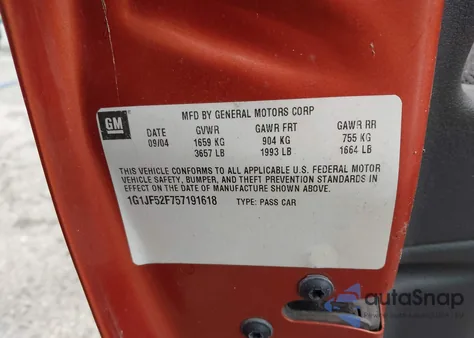 GM
MFD BY GENERAL MOTORS CORP
DATE GVWR GAWR FRT GAWR RR
09/04 1659 KG 904 KG 755 KG
3657 LB 1993 LB 1664 LB
THIS VEHICLE CONFORMS TO ALL APPLICABLE U.S. FEDERAL MOTOR
VEHICLE SAFETY, BUMPER, AND THEFT PREVENTION STANDARDS IN
EFFECT ON THE DATE OF MANUFACTURE SHOWN ABOVE.
1G1JF52F757191618 TYPE: PASS CAR
autoSnap